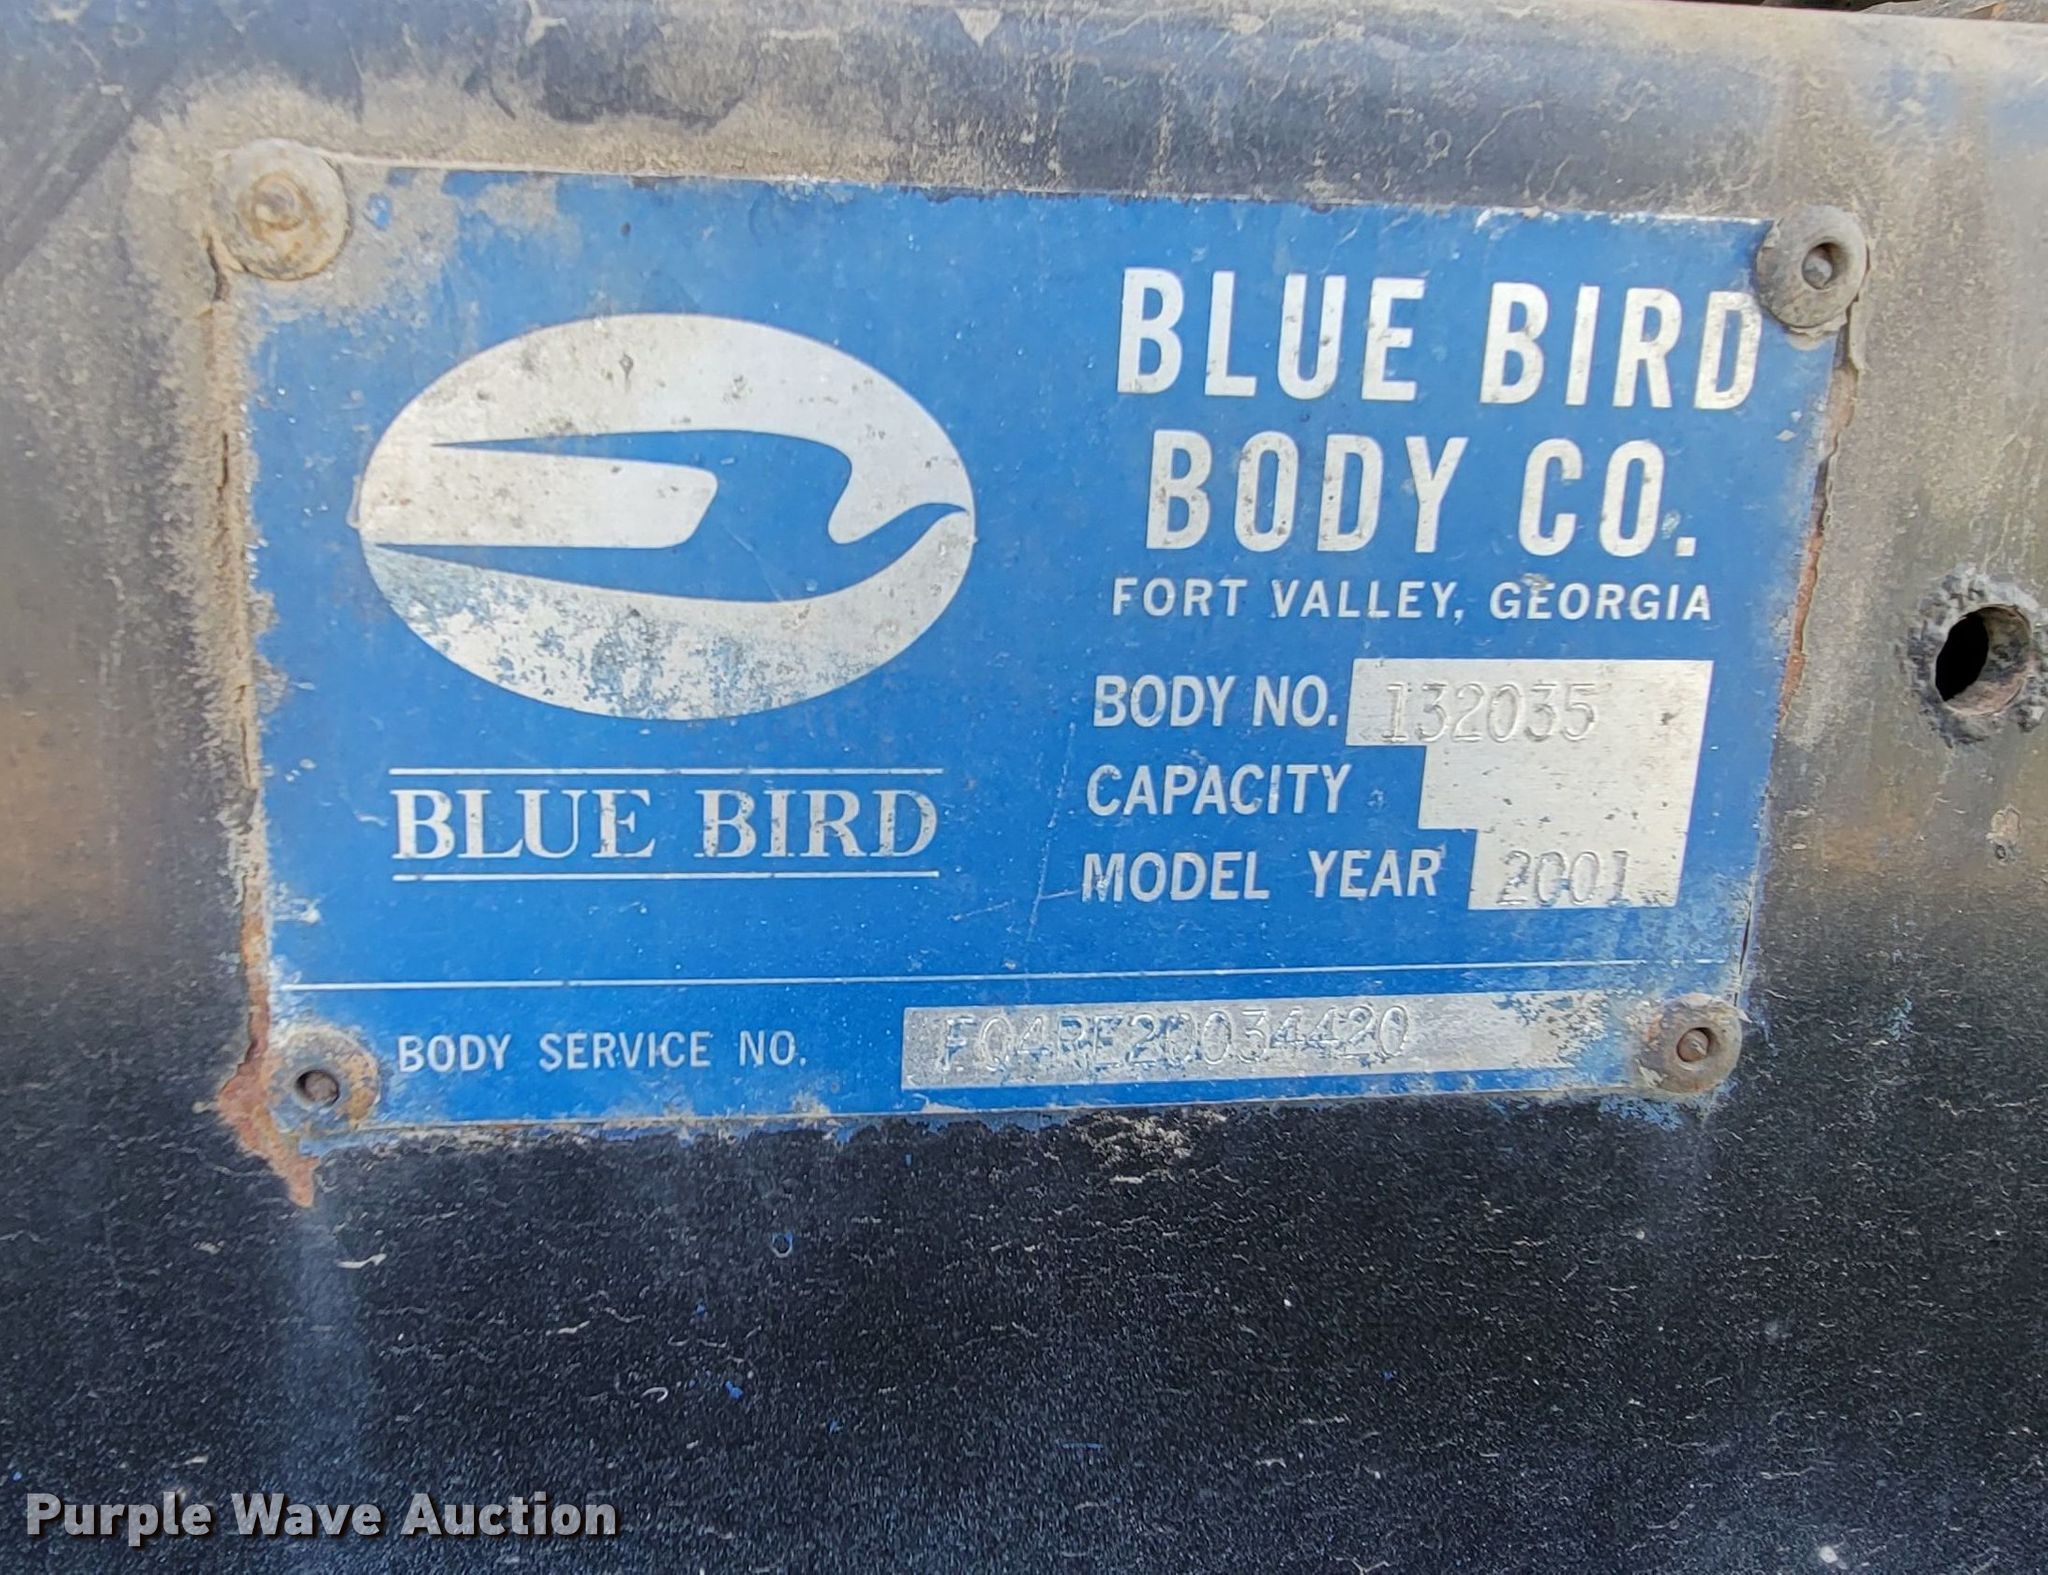 BLUE BIRD
BODY CO.
FORT VALLEY, GEORGIA
BODY NO. 132035
CAPACITY
MODEL YEAR 2001
BLUE BIRD
BODY SERVICE NO. F04RE20034420
Purple Wave Auction